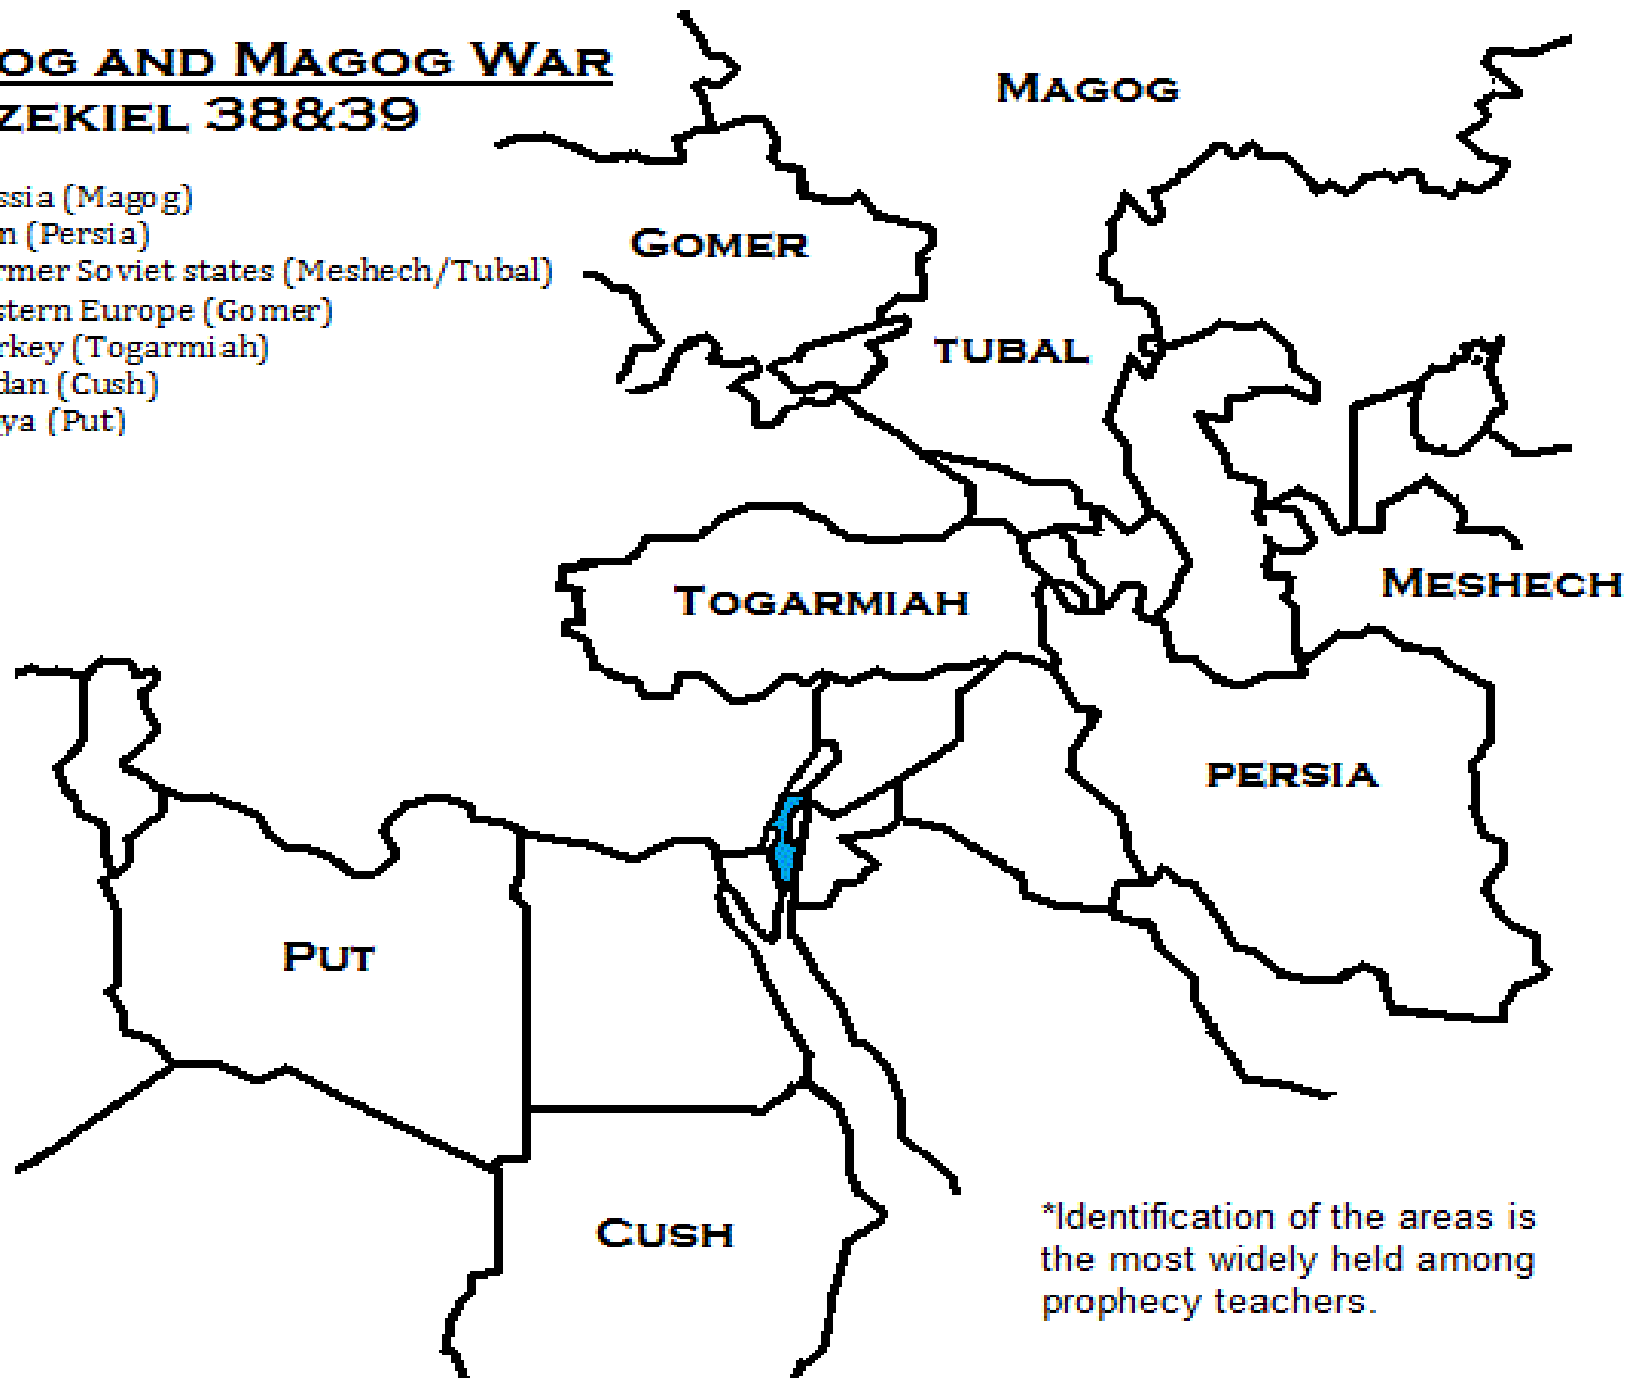 OG AND MAGOG WAR
ZEKIEL 38&39
MAGOG
ssia (Magog)
n (Persia)
GOMER
rmer Soviet states (Meshech/Tubal)
stern Europe (Gomer)
rkey (Togarmiah)
TUBAL
dan (Cush)
ya (Put)
MESHECH
TOGARMIAH
PERSIA
PUT
*Identification of the areas is
CUSH
the most widely held among
prophecy teachers.